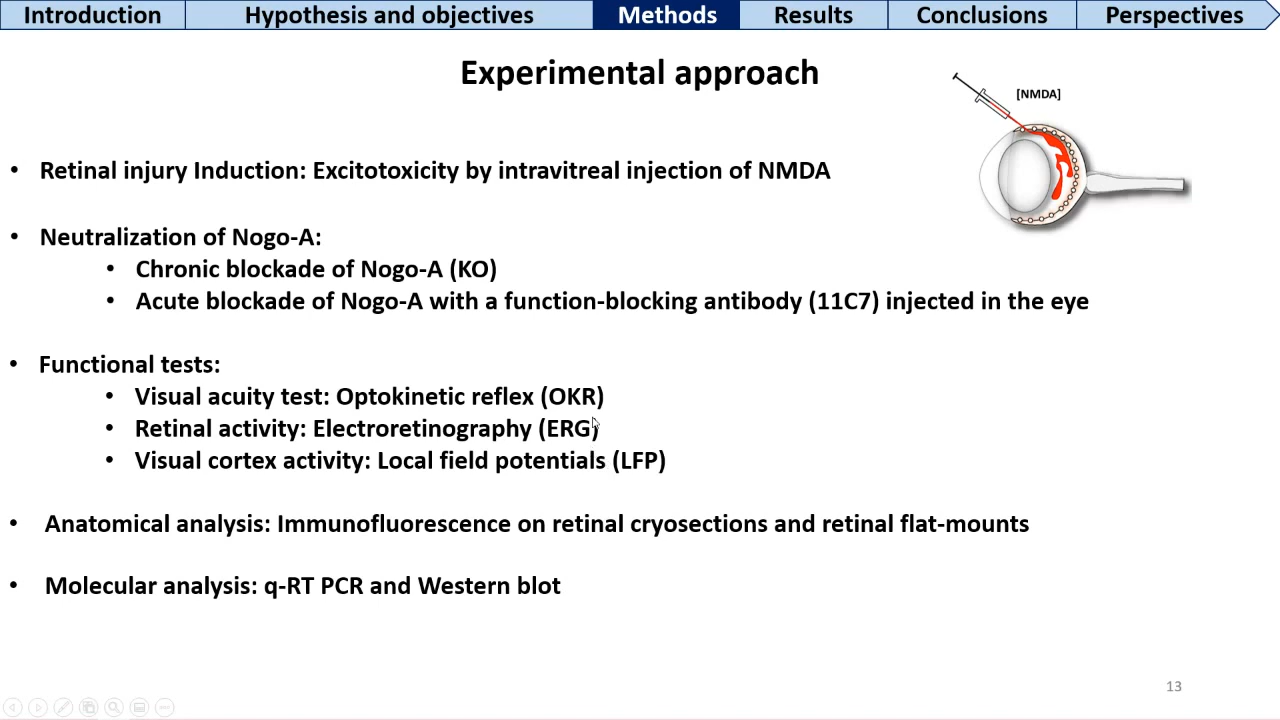 Introduction Hypothesis and objectives Methods Results Conclusions Perspectives
Experimental approach
[NMDA]
• Retinal injury Induction: Excitotoxicity by intravitreal injection of NMDA
• Neutralization of Nogo-A:
• Chronic blockade of Nogo-A (KO)
• Acute blockade of Nogo-A with a function-blocking antibody (11C7) injected in the eye
• Functional tests:
• Visual acuity test: Optokinetic reflex (OKR)
• Retinal activity: Electroretinography (ERG)
• Visual cortex activity: Local field potentials (LFP)
• Anatomical analysis: Immunofluorescence on retinal cryosections and retinal flat-mounts
• Molecular analysis: q-RT PCR and Western blot
13